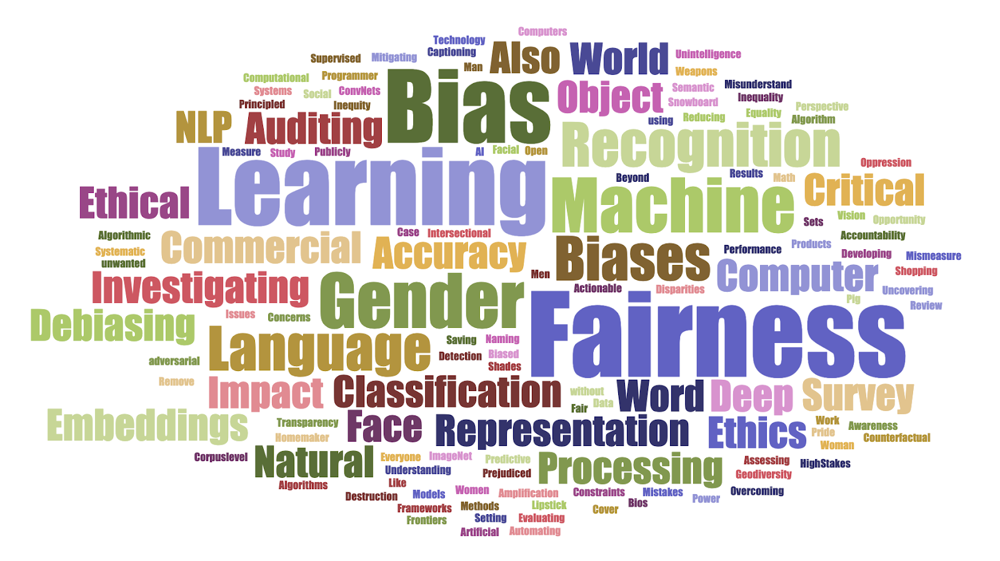 Computers
Technology
Captioning
Supervised
Mitigating
Man
Also
World
Unintelligence
Weapons
Computational
Programmer
Systems
Social
ConvNets
Principled
Inequity
Bias
Object
Semantic
Snowboard
Misunderstand
Inequality
using
Reducing
Equality
Perspective
Algorithm
NLP
Auditing
Recognition
Measure
Study
Publicly
AI
Facial
Open
Oppression
Learning
Beyond
Results
Math
Ethical
Machine
Critical
Sets
Vision
Opportunity
Algorithmic
Systematic
unwanted
Commercial
Case
Intersectional
Accuracy
Biases
Performance
Products
Accountability
Developing
Mismeasure
Shopping
Men
Investigating
Gender
Actionable
Disparities
Computer
Uncovering
Pig
Review
Debiasing
Issues
Concerns
Fairness
Language
Saving
Naming
Detection
Biased
Shades
adversarial
Remove
Impact
Classification
without
Data
Fair
Word
Deep
Survey
Embeddings
Transparency
Homemaker
Face
Representation
Ethics
Work
Pride
Woman
Awareness
Counterfactual
Corpuslevel
Natural
Everyone
ImageNet
Understanding
Predictive
Prejudiced
Processing
Assessing
Geodiversity
HighStakes
Algorithms
Like
Destruction
Models
Women
Amplification
Constraints
Mistakes
Power
Overcoming
Frameworks
Methods
Lipstick
Cover
Bios
Frontiers
Setting
Evaluating
Artificial
Automating